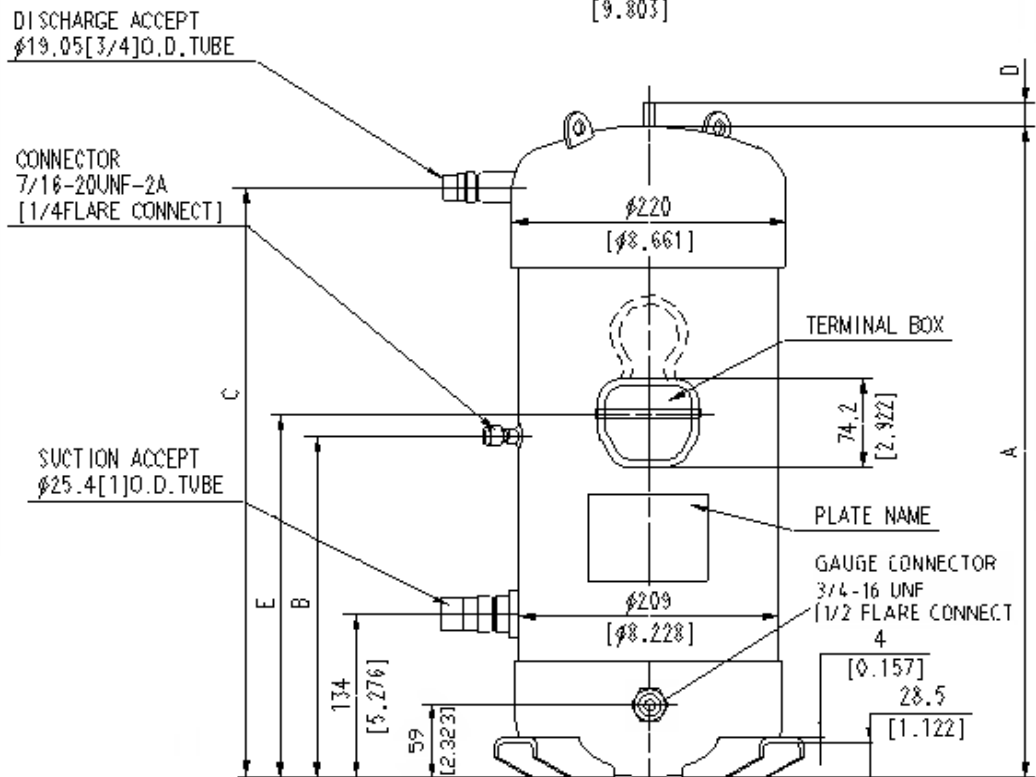 [9.803]
DISCHARGE ACCEPT
ϕ19.05[3/4]O.D.TUBE
D
CONNECTOR
7/16-20UNF-2A
[1/4FLARE CONNECT]
ϕ220
[ϕ8.661]
TERMINAL BOX
C
74.2
[2.922]
A
SUCTION ACCEPT
ϕ25.4[1]O.D.TUBE
PLATE NAME
GAUGE CONNECTOR
3/4-16 UNF
[1/2 FLARE CONNECT
E
B
ϕ209
[ϕ8.228]
4
[0.157]
134
[5.276]
28.5
[1.122]
59
[2.323]